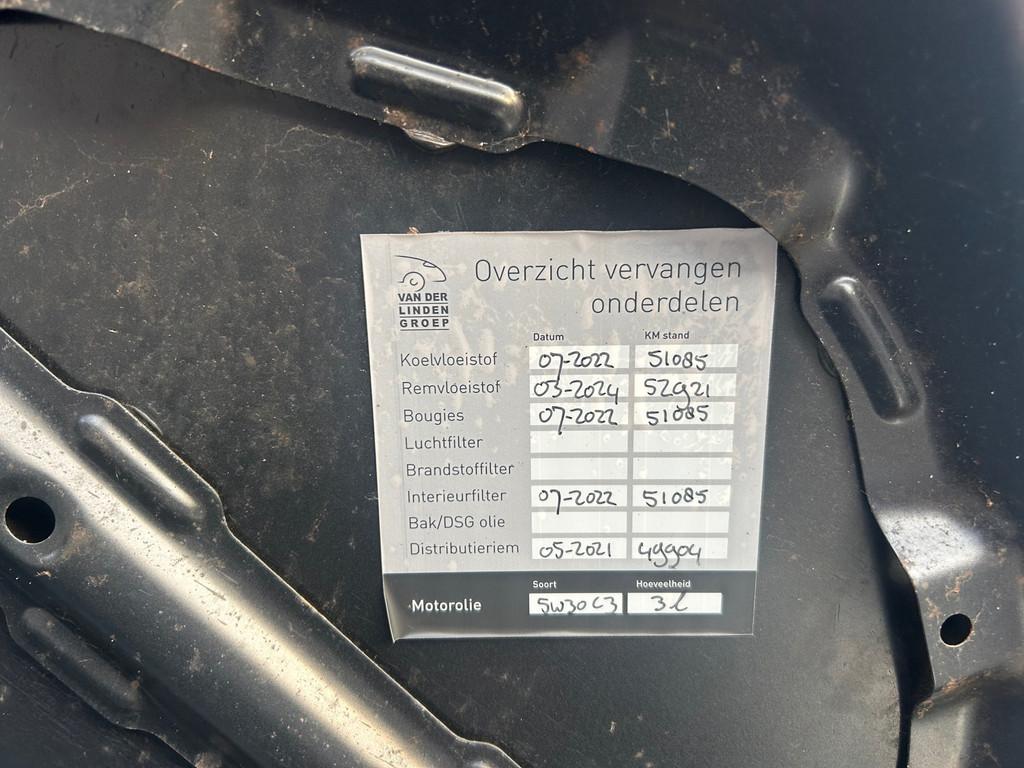 VAN DER
LINDEN
GROEP
Overzicht vervangen
onderdelen
Datum KM stand
Koelvloeistof 07-2022 51085
Remvloeistof 03-2024 52921
Bougies 07-2022 51085
Luchtfilter
Brandstoffilter
Interieurfilter 07-2022 51085
Bak/DSG olie
Distributieriem 05-2021 49904
Soort Hoeveelheid
Motorolie 5W30 C3 3L